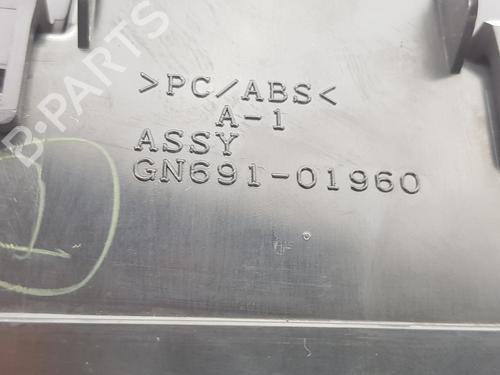 >PC/ABS<
A-1
ASSY
GN691-01960
B-PARTS